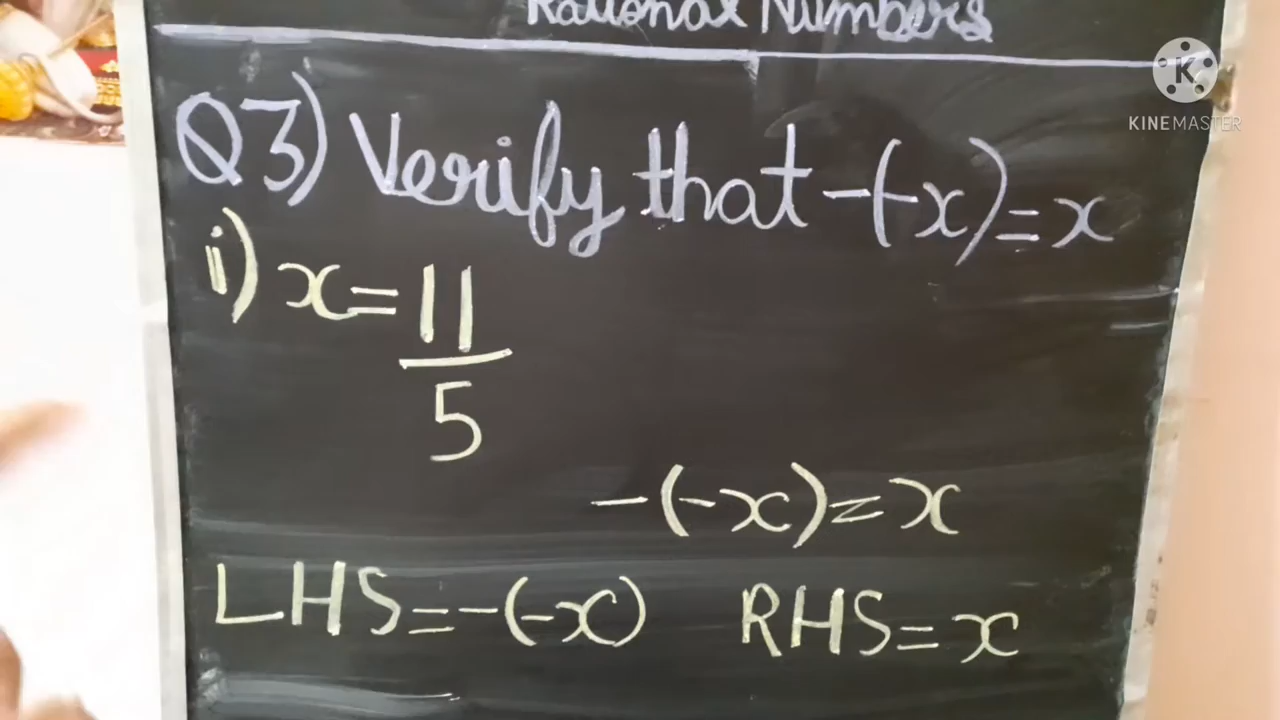 Rational Numbers
K
KINEMASTER
Q3) Verify that -(-x)=x
i) x = 11/5
-(-x) = x
LHS = -(-x) RHS = x